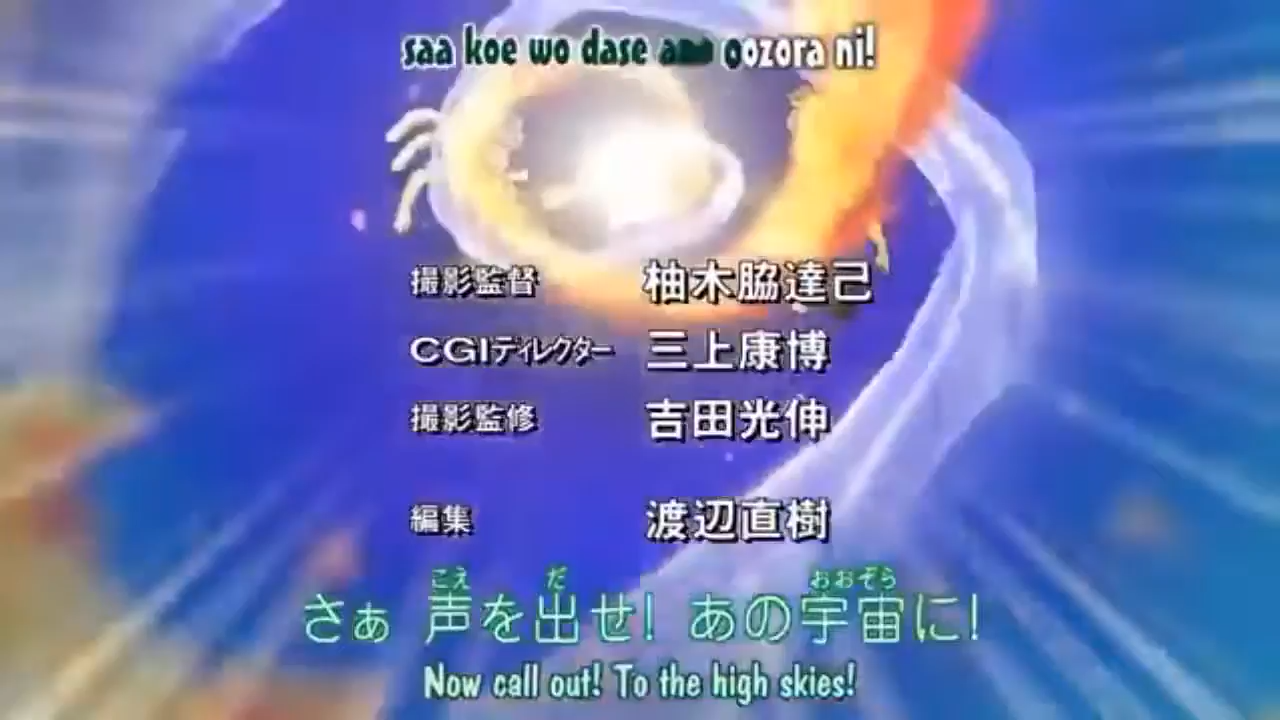 saa koe wo dase ano oozora ni!
撮影監督 柚木脇達己
CGIディレクター 三上康博
撮影監修 吉田光伸
編集 渡辺直樹
こえ だ おおぞら
さぁ 声を出せ! あの宇宙に!
Now call out! To the high skies!